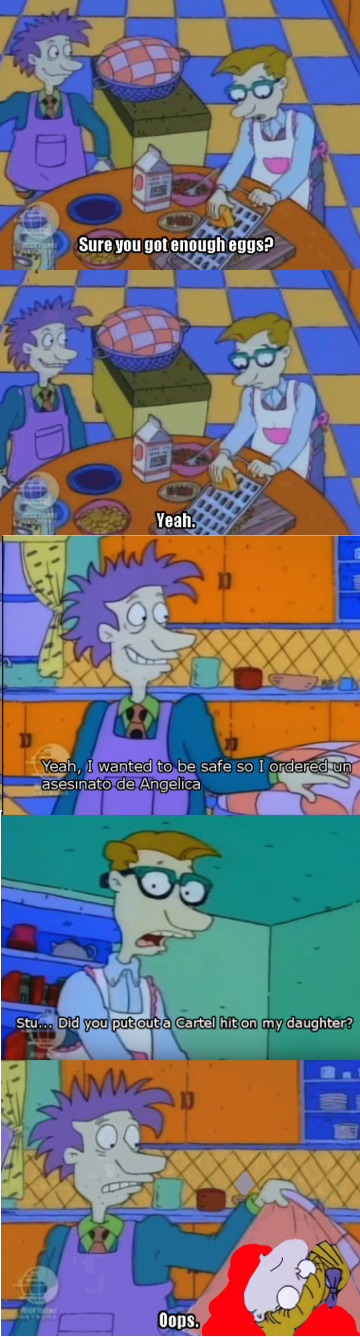 Sure you got enough eggs?
Yeah.
Yeah, I wanted to be safe so I ordered un
asesinato de Angelica
Stu... Did you put out a Cartel hit on my daughter?
Oops.